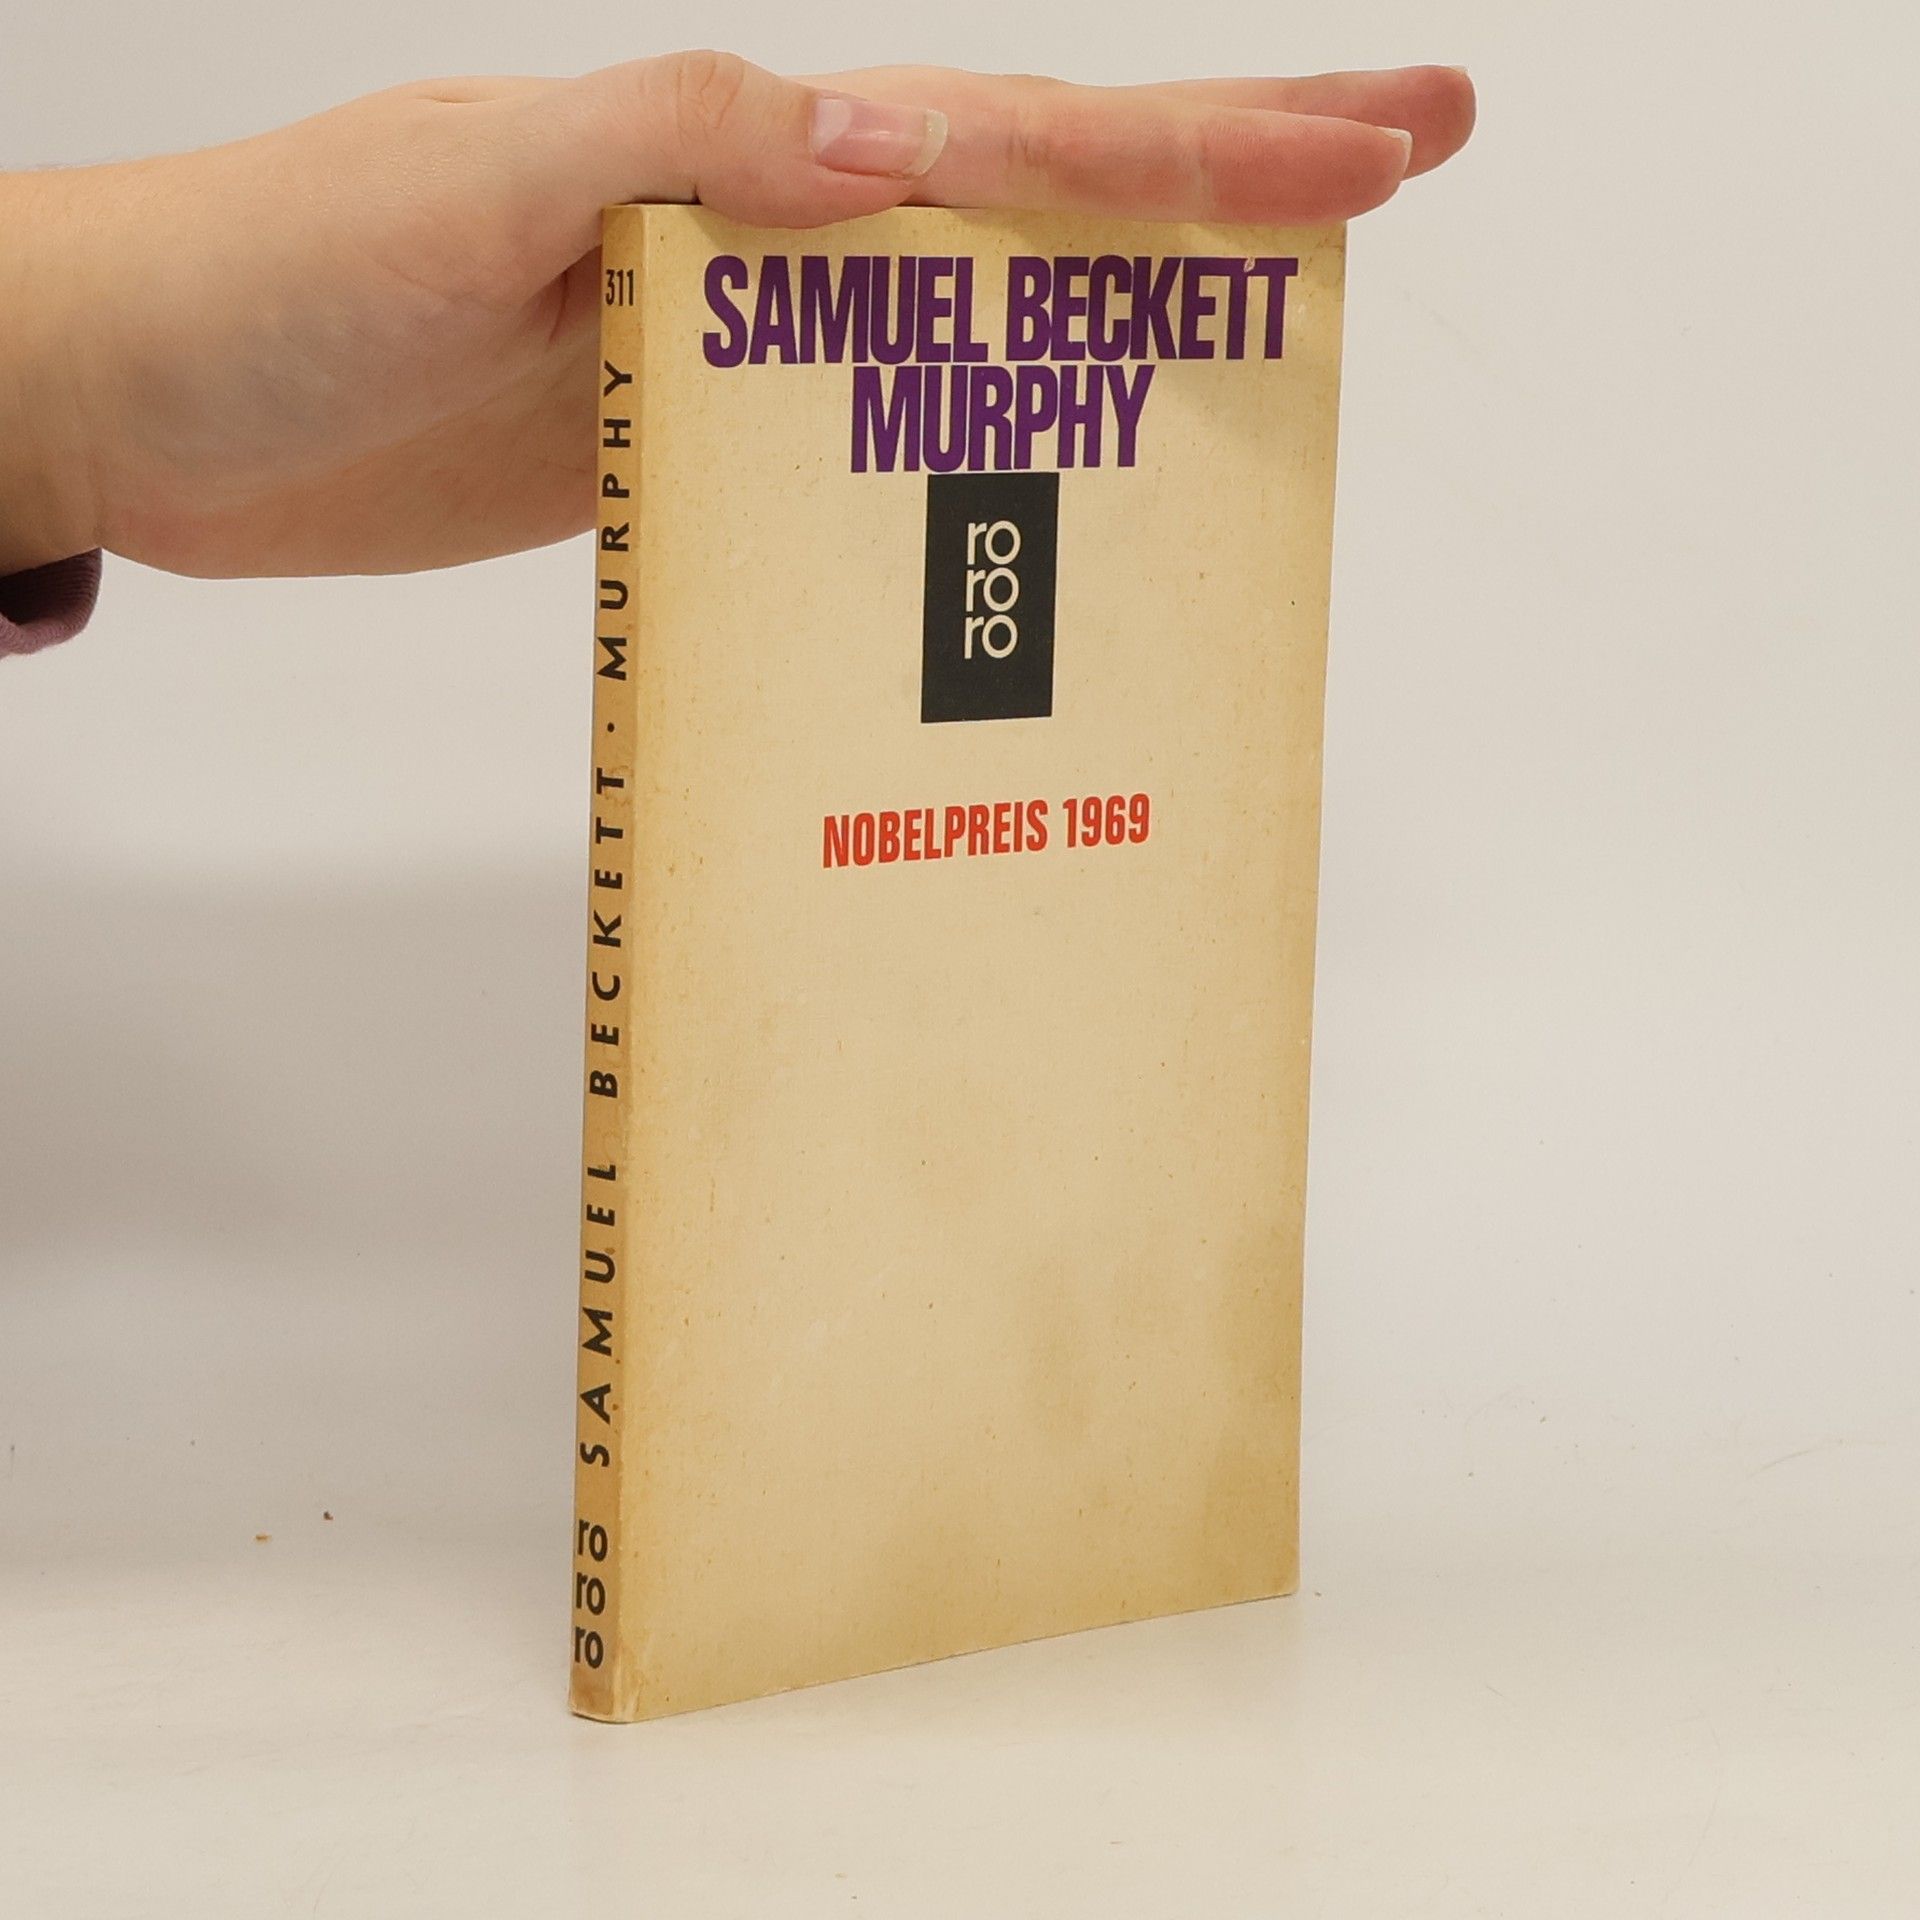 311
SAMUEL BECKETT · MURPHY
ro
ro
ro
SAMUEL BECKETT
MURPHY
ro
ro
ro
NOBELPREIS 1969